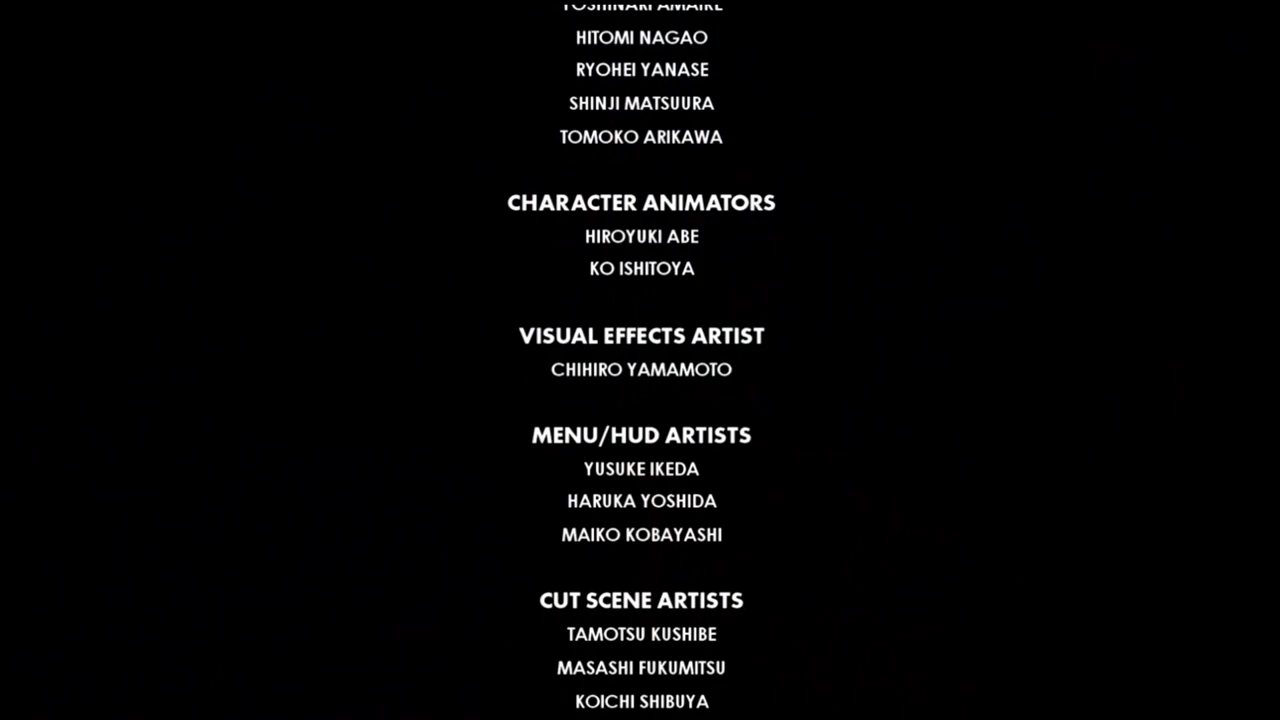 HITOMI NAGAO
RYOHEI YANASE
SHINJI MATSUURA
TOMOKO ARIKAWA
CHARACTER ANIMATORS
HIROYUKI ABE
KO ISHITOYA
VISUAL EFFECTS ARTIST
CHIHIRO YAMAMOTO
MENU/HUD ARTISTS
YUSUKE IKEDA
HARUKA YOSHIDA
MAIKO KOBAYASHI
CUT SCENE ARTISTS
TAMOTSU KUSHIBE
MASASHI FUKUMITSU
KOICHI SHIBUYA